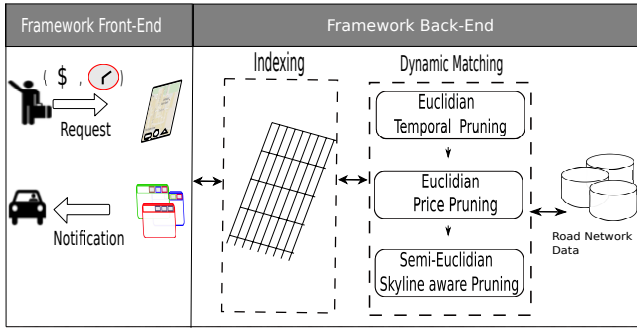 Framework Front-End
Framework Back-End
( $ , )
Request
Notification
Indexing
Dynamic Matching
Euclidian
Temporal Pruning
Euclidian
Price Pruning
Semi-Euclidian
Skyline aware Pruning
Road Network
Data